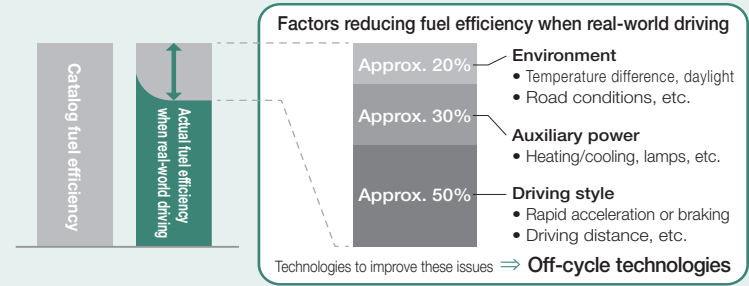 Factors reducing fuel efficiency when real-world driving
Catalog fuel efficiency
Actual fuel efficiency
when real-world driving
Approx. 20%
Environment
• Temperature difference, daylight
• Road conditions, etc.
Approx. 30%
Auxiliary power
• Heating/cooling, lamps, etc.
Approx. 50%
Driving style
• Rapid acceleration or braking
• Driving distance, etc.
Technologies to improve these issues ⇒ Off-cycle technologies